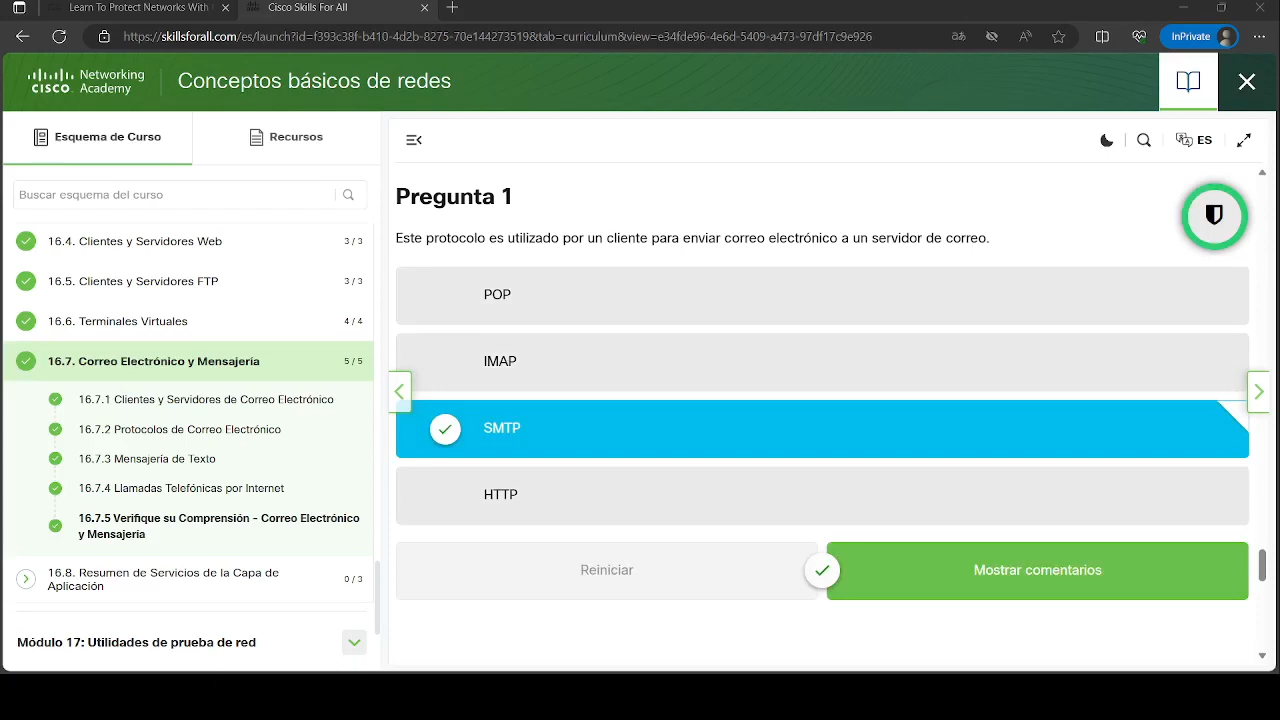 Learn To Protect Networks With
Cisco Skills For All
https://skillsforall.com/es/launch?id=f393c38f-b410-4d2b-8275-70e144273519&tab=curriculum&view=e34fde96-4e6d-5409-a473-97df17c9e926
InPrivate
Networking
CISCO Academy
Conceptos básicos de redes
Esquema de Curso
Recursos
ES
Buscar esquema del curso
16.4. Clientes y Servidores Web 3 / 3
16.5. Clientes y Servidores FTP 3 / 3
16.6. Terminales Virtuales 4 / 4
16.7. Correo Electrónico y Mensajería 5 / 5
16.7.1 Clientes y Servidores de Correo Electrónico
16.7.2 Protocolos de Correo Electrónico
16.7.3 Mensajería de Texto
16.7.4 Llamadas Telefónicas por Internet
16.7.5 Verifique su Comprensión - Correo Electrónico
y Mensajería
16.8. Resumen de Servicios de la Capa de
Aplicación 0 / 3
Módulo 17: Utilidades de prueba de red
Pregunta 1
Este protocolo es utilizado por un cliente para enviar correo electrónico a un servidor de correo.
POP
IMAP
SMTP
HTTP
Reiniciar
Mostrar comentarios